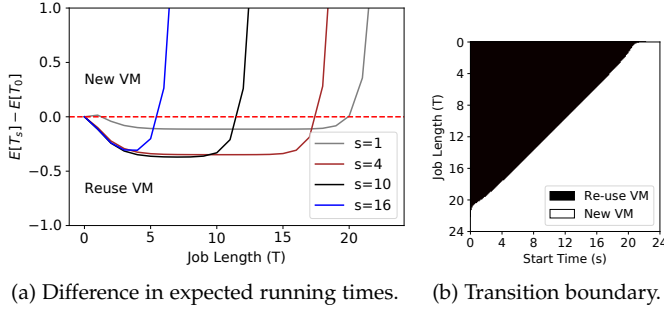 1.0
0.5
0.0
−0.5
−1.0
E[Ts] − E[T0]
New VM
Reuse VM
s=1
s=4
s=10
s=16
0 5 10 15 20
Job Length (T)
0
4
8
12
16
20
24
Job Length (T)
Re-use VM
New VM
0 4 8 12 16 20 24
Start Time (s)
(a) Difference in expected running times.
(b) Transition boundary.